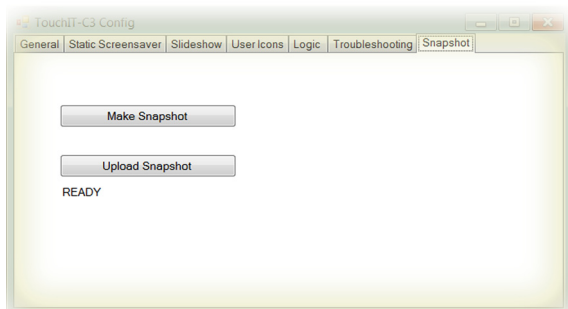 TouchIT-C3 Config
General Static Screensaver Slideshow User Icons Logic Troubleshooting Snapshot
Make Snapshot
Upload Snapshot
READY